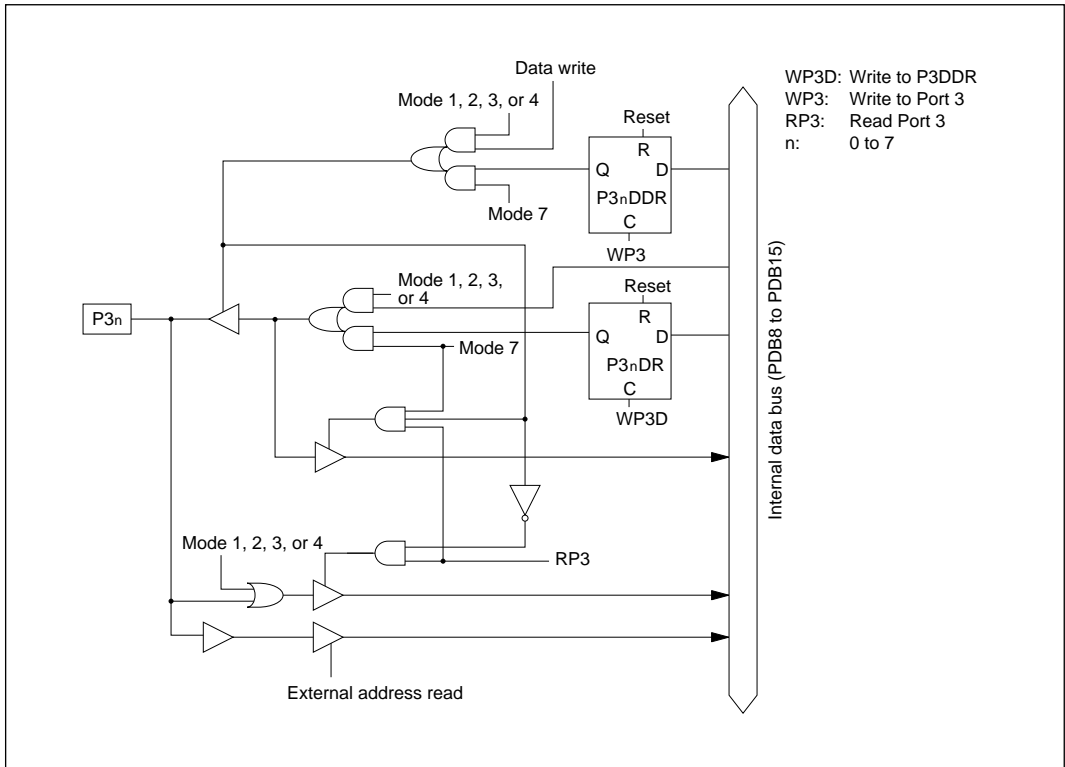 Data write
Mode 1, 2, 3, or 4
WP3D: Write to P3DDR
WP3: Write to Port 3
RP3: Read Port 3
n: 0 to 7
Reset
R
Q D
P3nDDR
C
WP3
Mode 7
Mode 1, 2, 3,
or 4
Reset
R
Q D
P3nDR
C
WP3D
Mode 7
P3n
Mode 1, 2, 3, or 4
RP3
External address read
Internal data bus (PDB8 to PDB15)